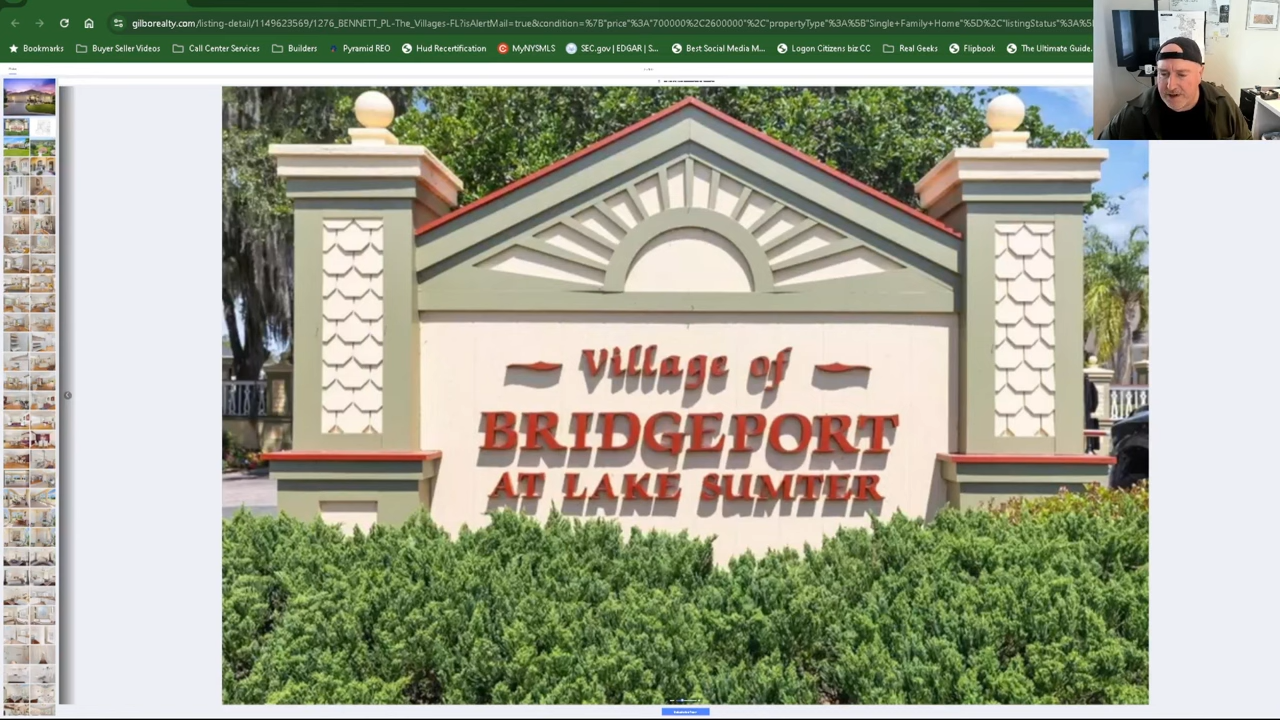 gilborealty.com/listing-detail/1149623569/1276_BENNETT_PL-The_Villages-FL?isAlertMail=true&condition=%7B"price"%3A"700000%2C2600000"%2C"propertyType"%3A%5B"Single+Family+Home"%5D%2C"listingStatus"%3A%5
Bookmarks Buyer Seller Videos Call Center Services Builders Pyramid REO Hud Recertification MyNYSMLS SEC.gov | EDGAR | S... Best Social Media M... Logon Citizens biz CC Real Geeks Flipbook The Ultimate Guide.
Village of
BRIDGEPORT
AT LAKE SUMTER